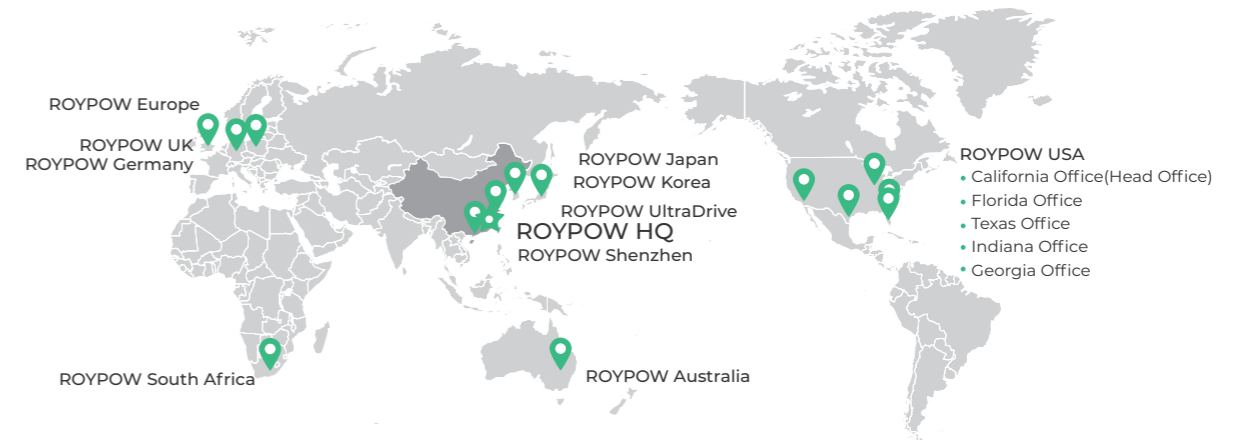 ROYPOW Europe
ROYPOW UK
ROYPOW Germany
ROYPOW South Africa
ROYPOW Japan
ROYPOW Korea
ROYPOW UltraDrive
ROYPOW HQ
ROYPOW Shenzhen
ROYPOW Australia
ROYPOW USA
• California Office(Head Office)
• Florida Office
• Texas Office
• Indiana Office
• Georgia Office